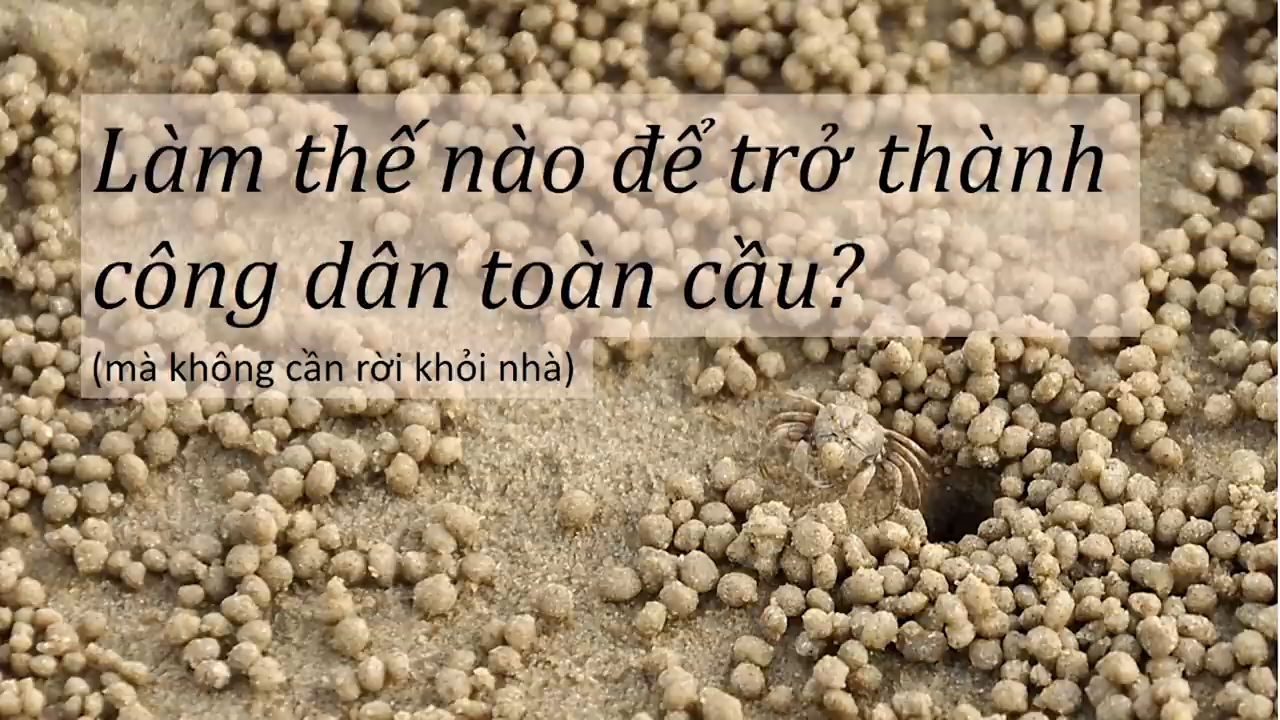 Làm thế nào để trở thành
công dân toàn cầu?
(mà không cần rời khỏi nhà)